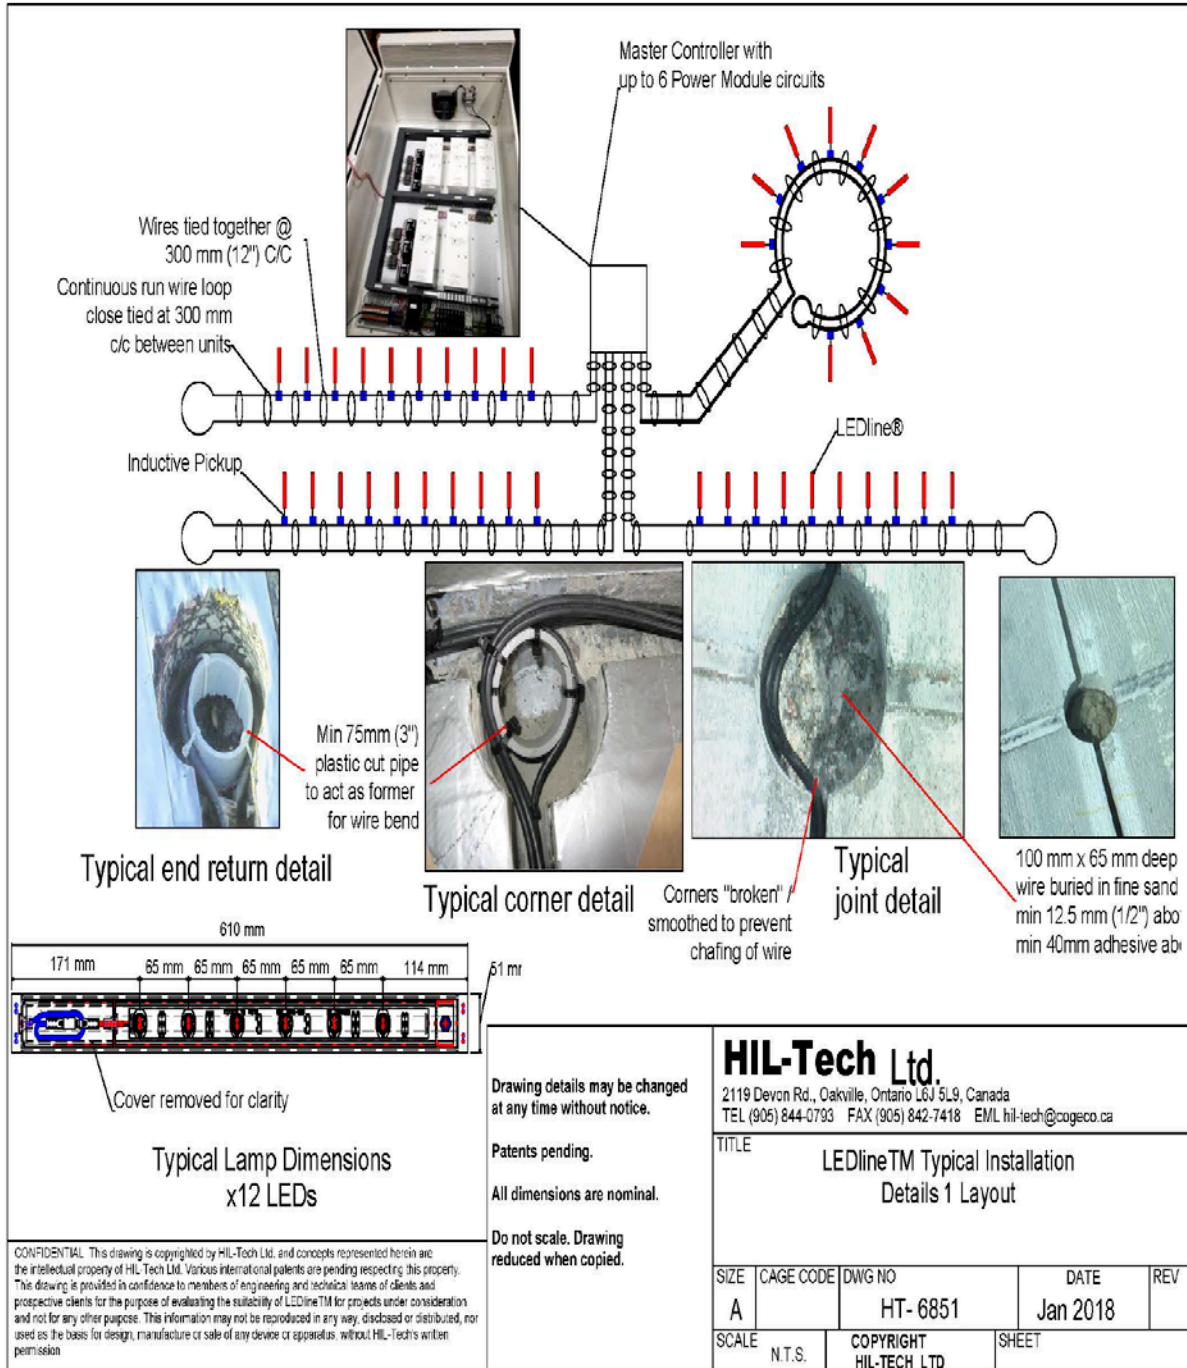 Master Controller with
up to 6 Power Module circuits
Wires tied together @
300 mm (12") C/C
Continuous run wire loop
close tied at 300 mm
c/c between units
LEDline®
Inductive Pickup
Min 75mm (3")
plastic cut pipe
to act as former
for wire bend
Typical end return detail
Typical corner detail
Corners "broken" /
smoothed to prevent
chafing of wire
Typical
joint detail
100 mm x 65 mm deep
wire buried in fine sand
min 12.5 mm (1/2") abo
min 40mm adhesive ab
610 mm
171 mm 65 mm 65 mm 65 mm 65 mm 65 mm 114 mm
51 m
Cover removed for clarity
Typical Lamp Dimensions
x12 LEDs
Drawing details may be changed
at any time without notice.
Patents pending.
All dimensions are nominal.
Do not scale. Drawing
reduced when copied.
CONFIDENTIAL This drawing is copyrighted by HIL-Tech Ltd. and concepts represented herein are
the intellectual property of HIL-Tech Ltd. Various international patents are pending respecting this property.
This drawing is provided in confidence to members of engineering and technical teams of clients and
prospective clients for the purpose of evaluating the suitability of LEDlineTM for projects under consideration
and not for any other purpose. This information may not be reproduced in any way, disclosed or distributed, nor
used as the basis for design, manufacture or sale of any device or apparatus, without HIL-Tech's written
permission
HIL-Tech Ltd.
2119 Devon Rd., Oakville, Ontario L6J 5L9, Canada
TEL (905) 844-0793 FAX (905) 842-7418 EML hil-tech@cogeco.ca
TITLE
LEDlineTM Typical Installation
Details 1 Layout
SIZE CAGE CODE DWG NO DATE REV
A HT- 6851 Jan 2018
SCALE N.T.S. COPYRIGHT SHEET
HIL-TECH LTD